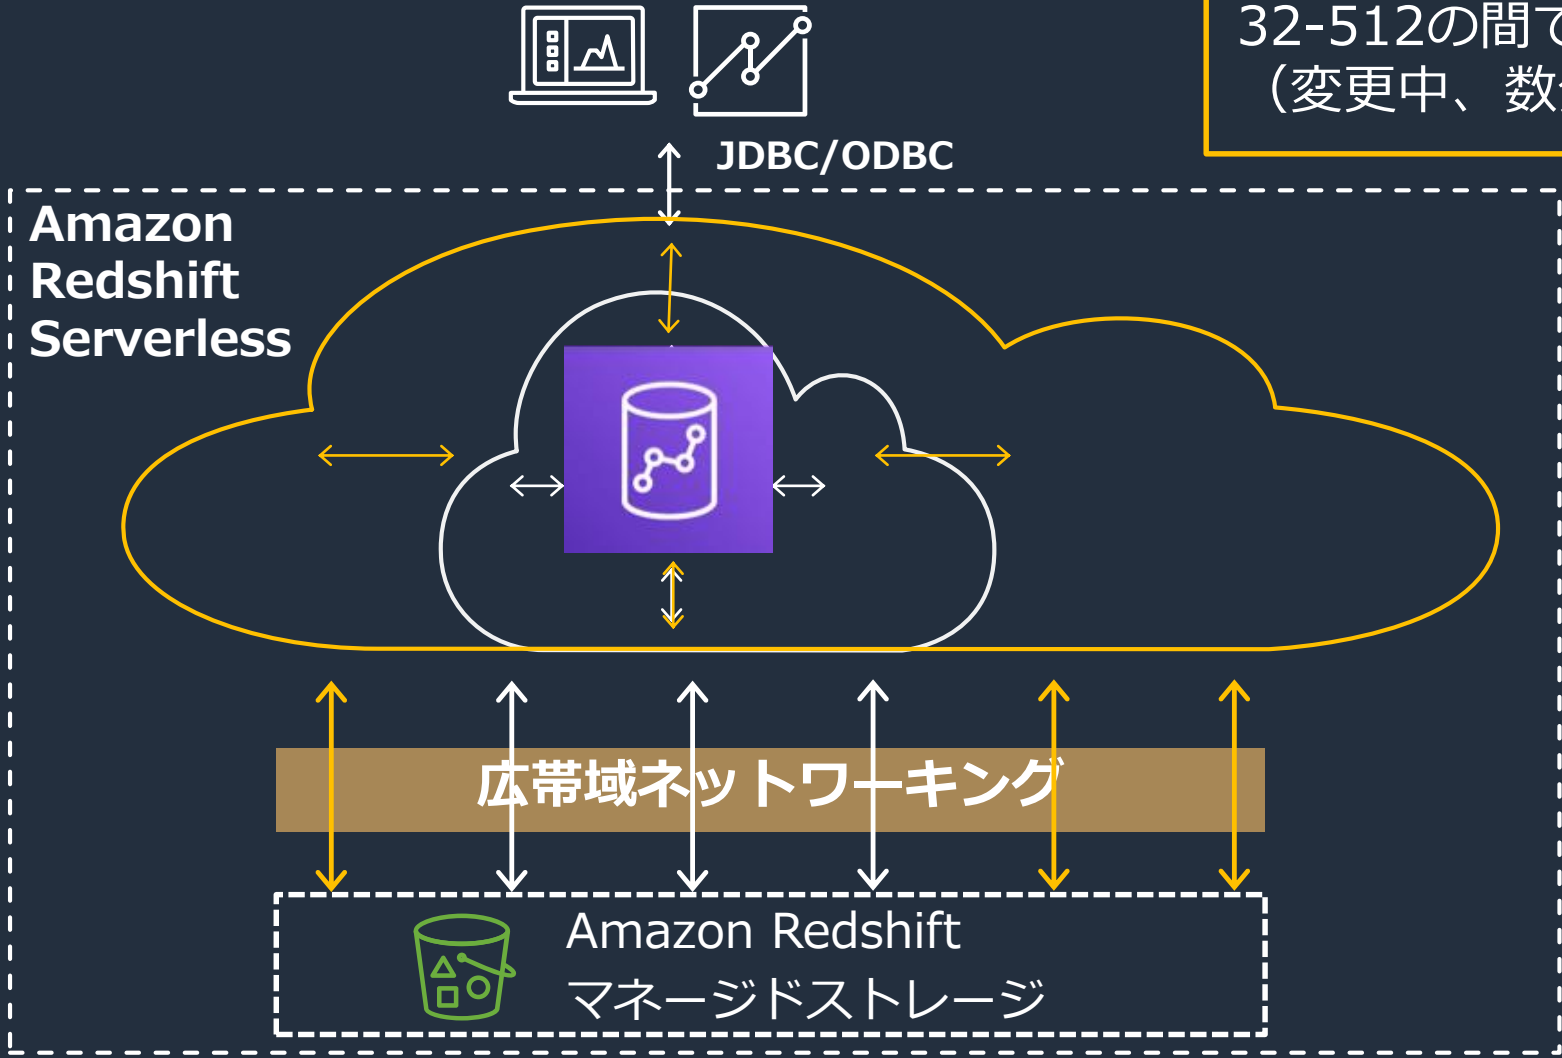 32-512の間で
（変更中、数分
JDBC/ODBC
Amazon
Redshift
Serverless
広帯域ネットワーキング
Amazon Redshift
マネージドストレージ